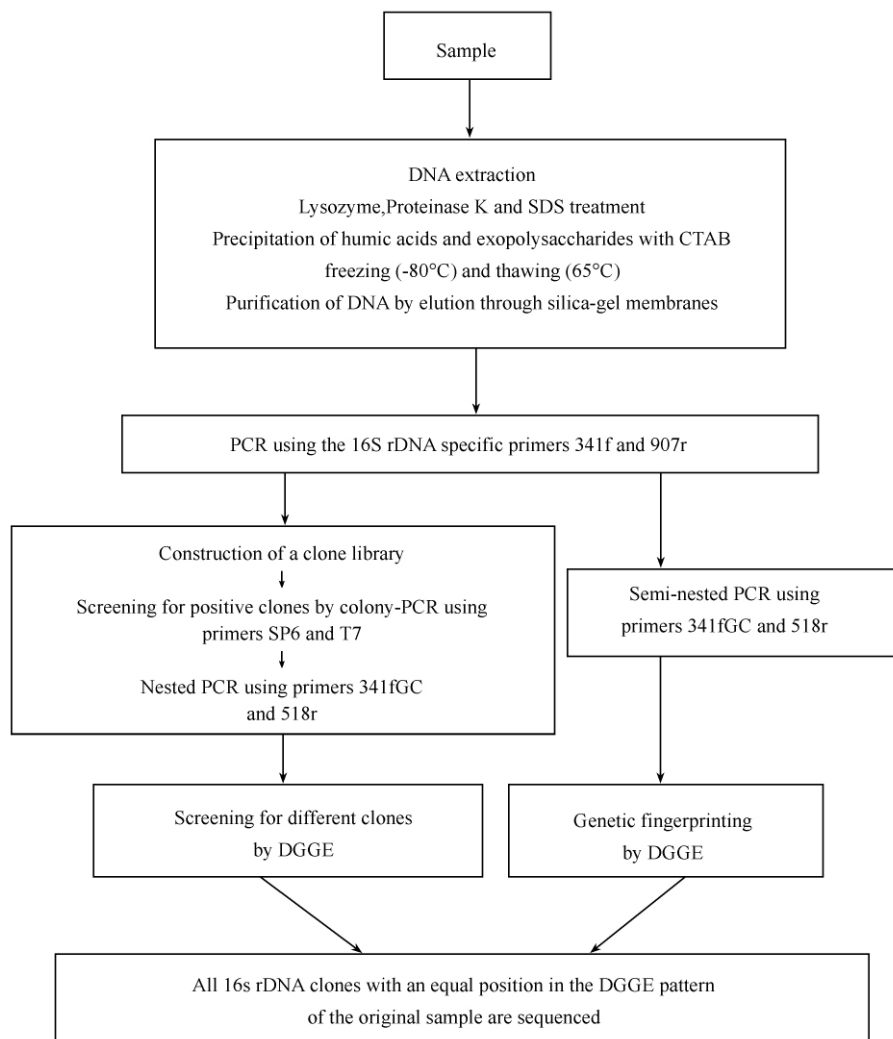 Sample
DNA extraction
Lysozyme,Proteinase K and SDS treatment
Precipitation of humic acids and exopolysaccharides with CTAB
freezing (-80°C) and thawing (65°C)
Purification of DNA by elution through silica-gel membranes
PCR using the 16S rDNA specific primers 341f and 907r
Construction of a clone library
Screening for positive clones by colony-PCR using
primers SP6 and T7
Nested PCR using primers 341fGC
and 518r
Semi-nested PCR using
primers 341fGC and 518r
Screening for different clones
by DGGE
Genetic fingerprinting
by DGGE
All 16s rDNA clones with an equal position in the DGGE pattern
of the original sample are sequenced